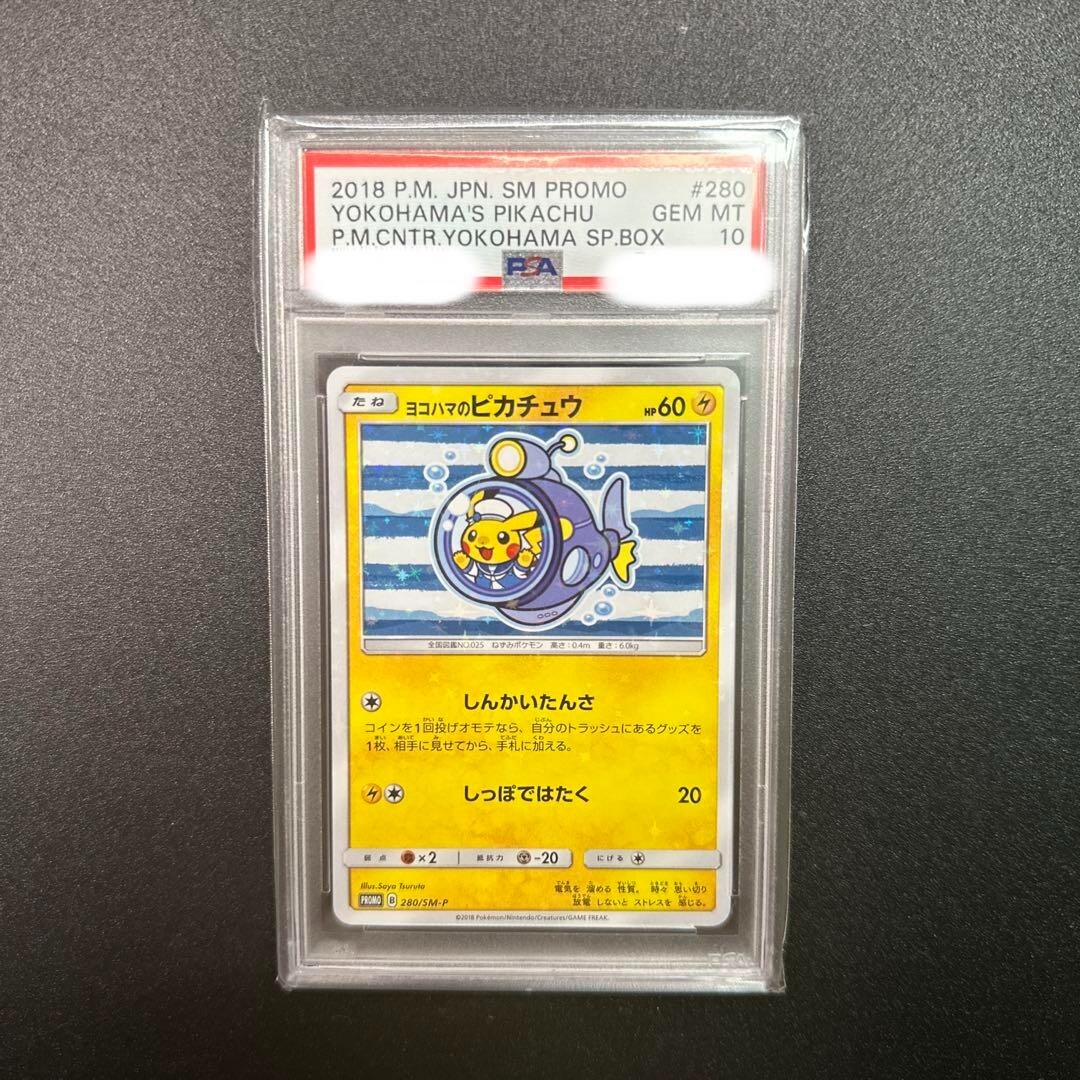 2018 P.M. JPN. SM PROMO #280
YOKOHAMA'S PIKACHU GEM MT
P.M.CNTR.YOKOHAMA SP.BOX 10
PSA
たね ヨコハマのピカチュウ HP60
全国図鑑NO.025 ねずみポケモン 高さ:0.4m 重さ:6.0kg
しんかいたんさ
コインを1回投げオモテなら、自分のトラッシュにあるグッズを
1枚、相手に見せてから、手札に加える。
しっぽではたく 20
弱点 ×2 抵抗力 -20 にげる
Illus.Saya Tsuruta
電気を 溜める 性質。 時々 思い切り
放電 しないと ストレスを 感じる。
PROMO B 280/SM-P
©2018 Pokémon/Nintendo/Creatures/GAME FREAK.